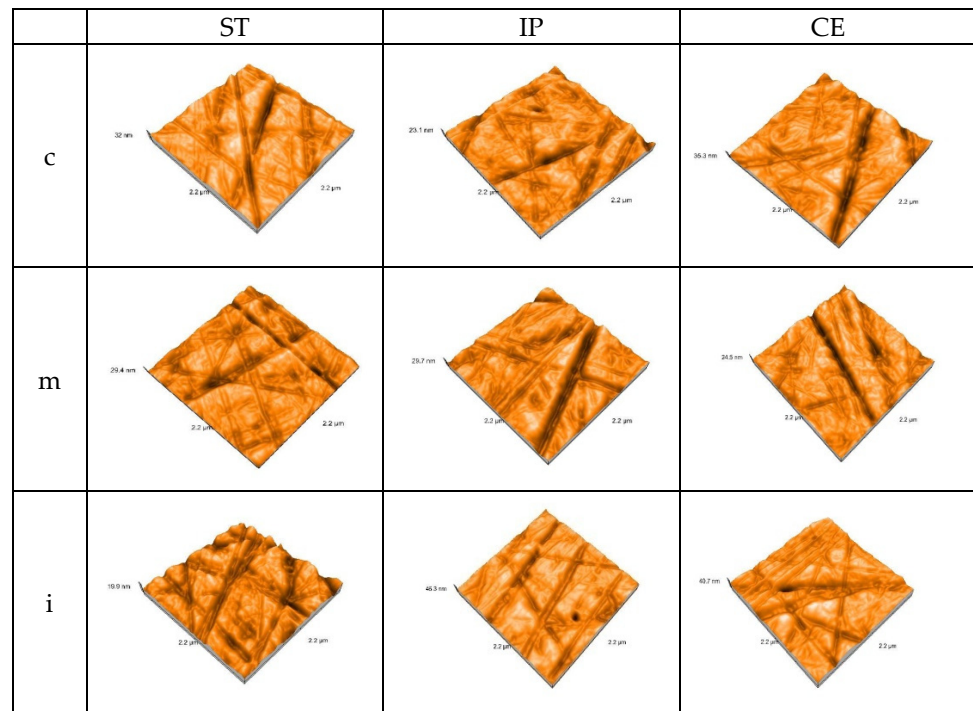 ST IP CE
c
32 nm 2.2 µm 2.2 µm
23.1 nm 2.2 µm 2.2 µm
35.3 nm 2.2 µm 2.2 µm
m
29.4 nm 2.2 µm 2.2 µm
29.7 nm 2.2 µm 2.2 µm
24.5 nm 2.2 µm 2.2 µm
i
19.9 nm 2.2 µm 2.2 µm
46.3 nm 2.2 µm 2.2 µm
40.7 nm 2.2 µm 2.2 µm